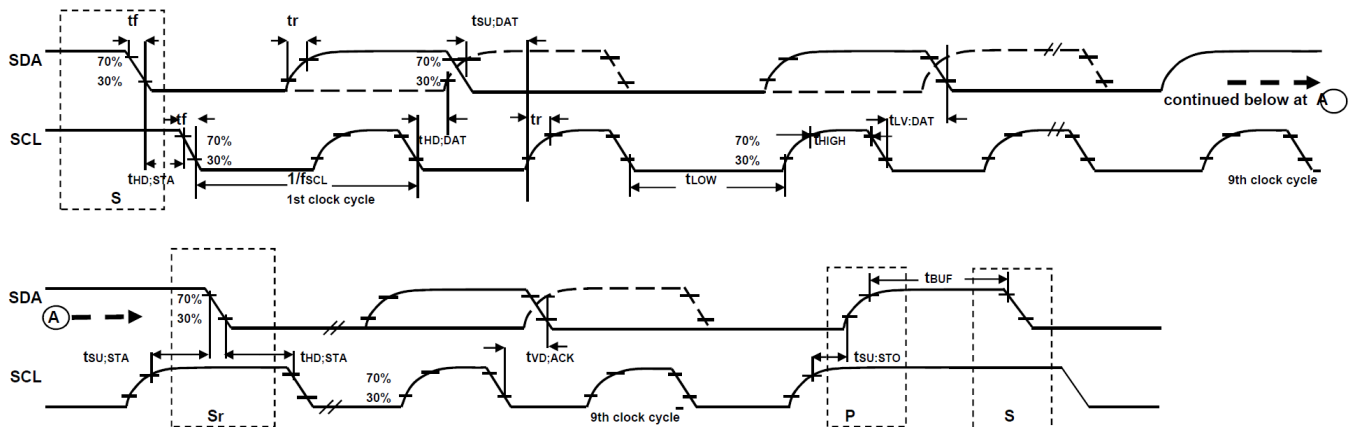 tf tr tSU;DAT
SDA 70% 70%
30% 30%
continued below at A
tf tHD;DAT tr tLV:DAT
SCL 70% 70% tHIGH
30% 30%
tHD;STA 1/fSCL tLOW
S 1st clock cycle 9th clock cycle
tBUF
SDA 70%
A 30%
tSU;STA tHD;STA tVD;ACK tSU:STO
SCL 70%
30%
Sr 9th clock cycle P S